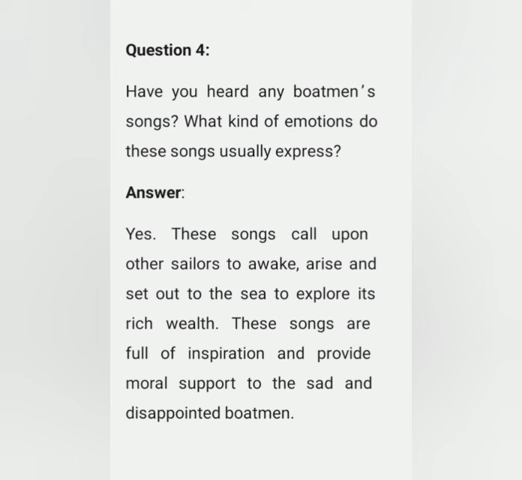 Question 4:
Have you heard any boatmen's
songs? What kind of emotions do
these songs usually express?
Answer:
Yes. These songs call upon
other sailors to awake, arise and
set out to the sea to explore its
rich wealth. These songs are
full of inspiration and provide
moral support to the sad and
disappointed boatmen.